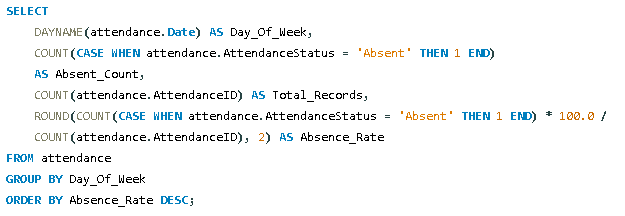 SELECT
    DAYNAME(attendance.Date) AS Day_Of_Week,
    COUNT(CASE WHEN attendance.AttendanceStatus = 'Absent' THEN 1 END)
    AS Absent_Count,
    COUNT(attendance.AttendanceID) AS Total_Records,
    ROUND(COUNT(CASE WHEN attendance.AttendanceStatus = 'Absent' THEN 1 END) * 100.0 /
    COUNT(attendance.AttendanceID), 2) AS Absence_Rate
FROM attendance
GROUP BY Day_Of_Week
ORDER BY Absence_Rate DESC;